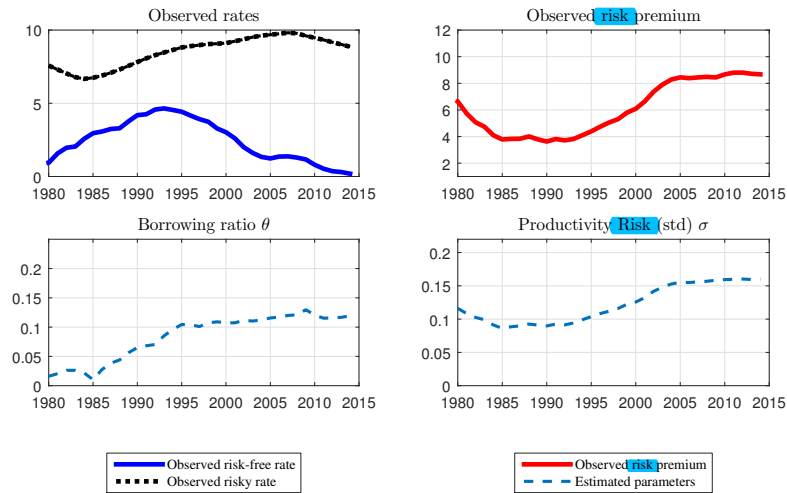 Observed rates
10
5
0
1980 1985 1990 1995 2000 2005 2010 2015
Observed risk premium
12
10
8
6
4
2
1980 1985 1990 1995 2000 2005 2010 2015
Borrowing ratio θ
0.2
0.15
0.1
0.05
0
1980 1985 1990 1995 2000 2005 2010 2015
Productivity Risk (std) σ
0.2
0.15
0.1
0.05
0
1980 1985 1990 1995 2000 2005 2010 2015
Observed risk-free rate
Observed risky rate
Observed risk premium
Estimated parameters